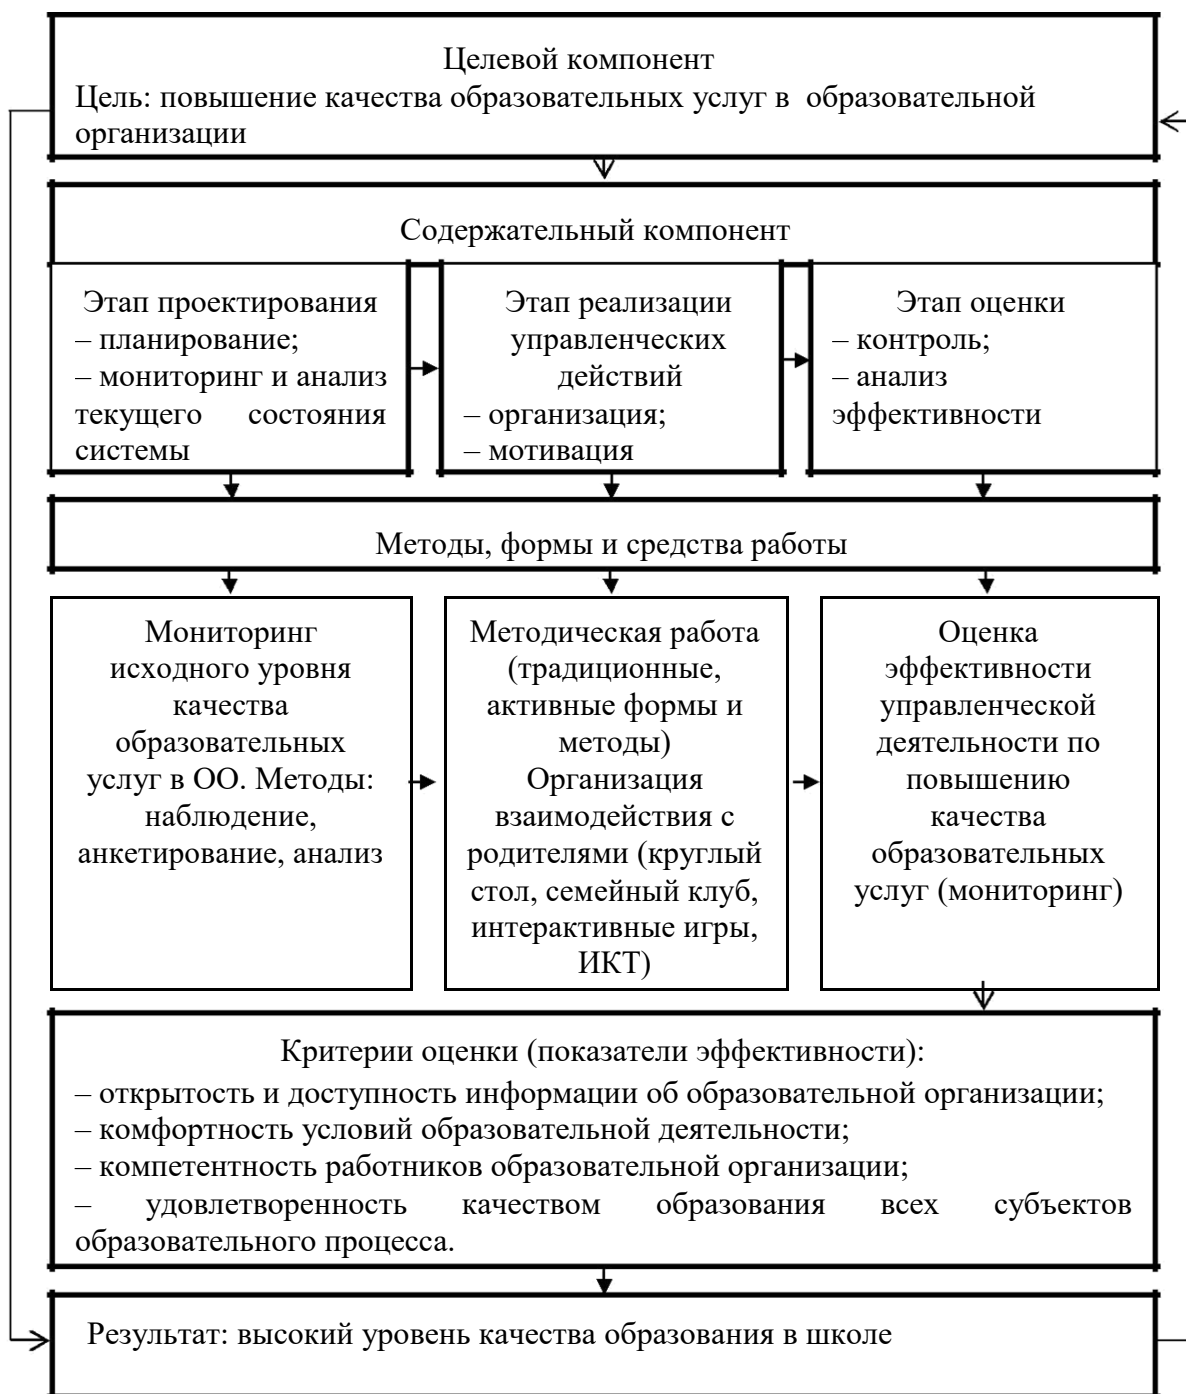 Целевой компонент
Цель: повышение качества образовательных услуг в образовательной
организации
Содержательный компонент
Этап проектирования
– планирование;
– мониторинг и анализ
текущего состояния
системы
Этап реализации
управленческих
действий
– организация;
– мотивация
Этап оценки
– контроль;
– анализ
эффективности
Методы, формы и средства работы
Мониторинг
исходного уровня
качества
образовательных
услуг в ОО. Методы:
наблюдение,
анкетирование, анализ
Методическая работа
(традиционные,
активные формы и
методы)
Организация
взаимодействия с
родителями (круглый
стол, семейный клуб,
интерактивные игры,
ИКТ)
Оценка
эффективности
управленческой
деятельности по
повышению
качества
образовательных
услуг (мониторинг)
Критерии оценки (показатели эффективности):
– открытость и доступность информации об образовательной организации;
– комфортность условий образовательной деятельности;
– компетентность работников образовательной организации;
– удовлетворенность качеством образования всех субъектов
образовательного процесса.
Результат: высокий уровень качества образования в школе